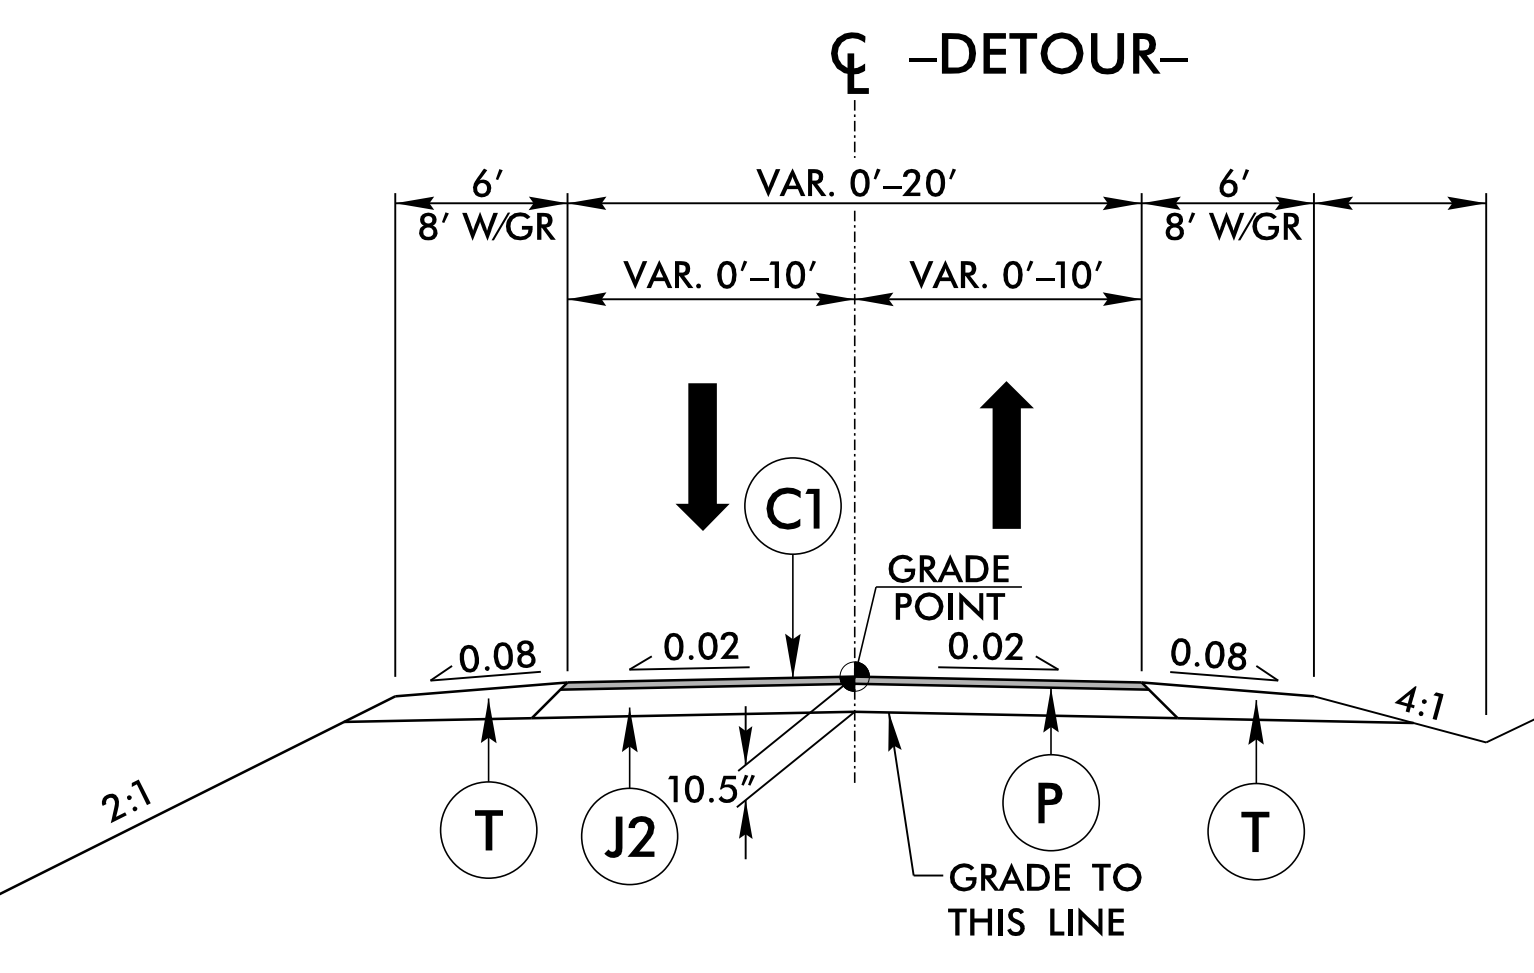 ℄ –DETOUR–
6′ VAR. 0′–20′ 6′
8′ W/GR 8′ W/GR
VAR. 0′–10′ VAR. 0′–10′
C1
GRADE
POINT
0.08 0.02 0.02 0.08
4:1
2:1
10.5″
T J2 P T
GRADE TO
THIS LINE